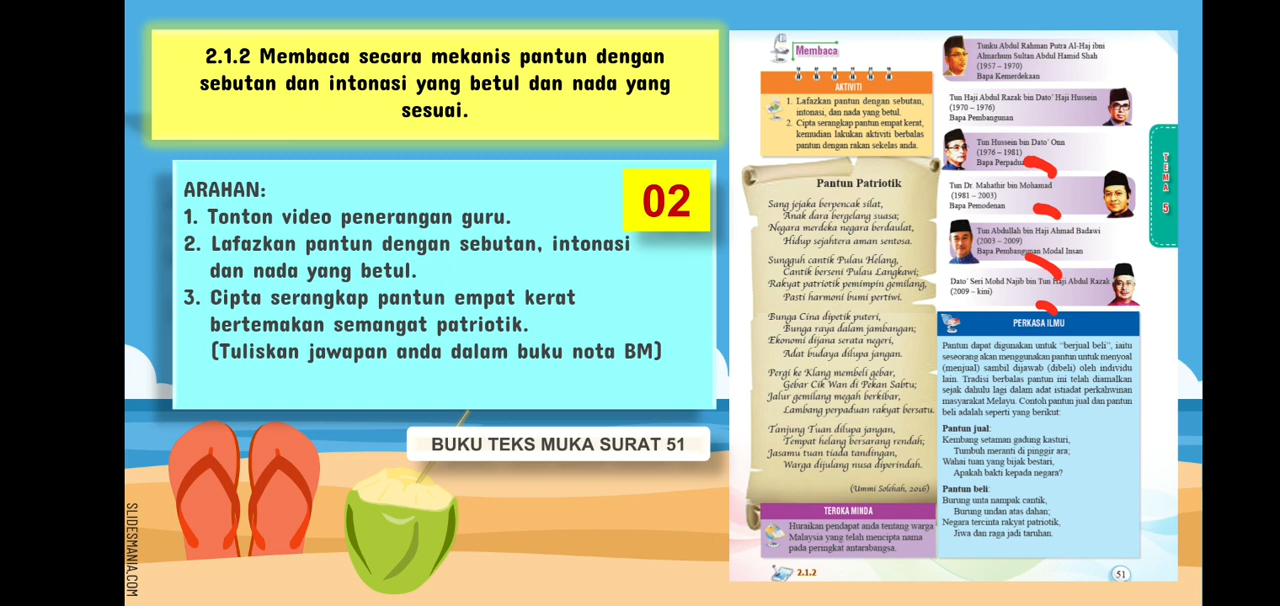 2.1.2 Membaca secara mekanis pantun dengan
sebutan dan intonasi yang betul dan nada yang
sesuai.
ARAHAN:
02
1. Tonton video penerangan guru.
2. Lafazkan pantun dengan sebutan, intonasi
dan nada yang betul.
3. Cipta serangkap pantun empat kerat
bertemakan semangat patriotik.
(Tuliskan jawapan anda dalam buku nota BM)
BUKU TEKS MUKA SURAT 51
SLIDESMANIA.COM
Membaca
AKTIVITI
1. Lafazkan pantun dengan sebutan,
intonasi, dan nada yang betul.
2. Cipta serangkap pantun empat kerat,
kemudian lakukan aktiviti berbalas
pantun dengan rakan sekelas anda.
Pantun Patriotik
Sang jejaka berpencak silat,
Anak dara bergelang suasa;
Negara merdeka negara berdaulat,
Hidup sejahtera aman sentosa.
Sungguh cantik Pulau Helang,
Cantik berseni Pulau Langkawi;
Rakyat patriotik pemimpin gemilang,
Pasti harmoni bumi pertiwi.
Bunga Cina dipetik puteri,
Bunga raya dalam jambangan;
Ekonomi dijana serata negeri,
Adat budaya dilupa jangan.
Pergi ke Klang membeli gebar,
Gebar Cik Wan di Pekan Sabtu;
Jalur gemilang megah berkibar,
Lambang perpaduan rakyat bersatu.
Tanjung Tuan dilupa jangan,
Tempat helang bersarang rendah;
Jasamu tuan tiada tandingan,
Warga dijulang nusa diperindah.
(Ummi Solehah, 2016)
TEROKA MINDA
Huraikan pendapat anda tentang warga
Malaysia yang telah mencipta nama
pada peringkat antarabangsa.
2.1.2
Tunku Abdul Rahman Putra Al-Haj ibni
Almarhum Sultan Abdul Hamid Shah
(1957 – 1970)
Bapa Kemerdekaan
Tun Haji Abdul Razak bin Dato' Haji Hussein
(1970 – 1976)
Bapa Pembangunan
Tun Hussein bin Dato' Onn
(1976 – 1981)
Bapa Perpadu
Tun Dr. Mahathir bin Mohamad
(1981 – 2003)
Bapa Pemodenan
Tun Abdullah bin Haji Ahmad Badawi
(2003 – 2009)
Bapa Pembangunan Modal Insan
Dato' Seri Mohd Najib bin Tun Haji Abdul Razak
(2009 – kini)
TEMA 5
PERKASA ILMU
Pantun dapat digunakan untuk "berjual beli", iaitu
seseorang akan menggunakan pantun untuk menyoal
(menjual) sambil dijawab (dibeli) oleh individu
lain. Tradisi berbalas pantun ini telah diamalkan
sejak dahulu lagi dalam adat istiadat perkahwinan
masyarakat Melayu. Contoh pantun jual dan pantun
beli adalah seperti yang berikut:
Pantun jual:
Kembang setaman gadung kasturi,
Tumbuh meranti di pinggir ara;
Wahai tuan yang bijak bestari,
Apakah bakti kepada negara?
Pantun beli:
Burung unta nampak cantik,
Burung undan atas dahan;
Negara tercinta rakyat patriotik,
Jiwa dan raga jadi taruhan.
51